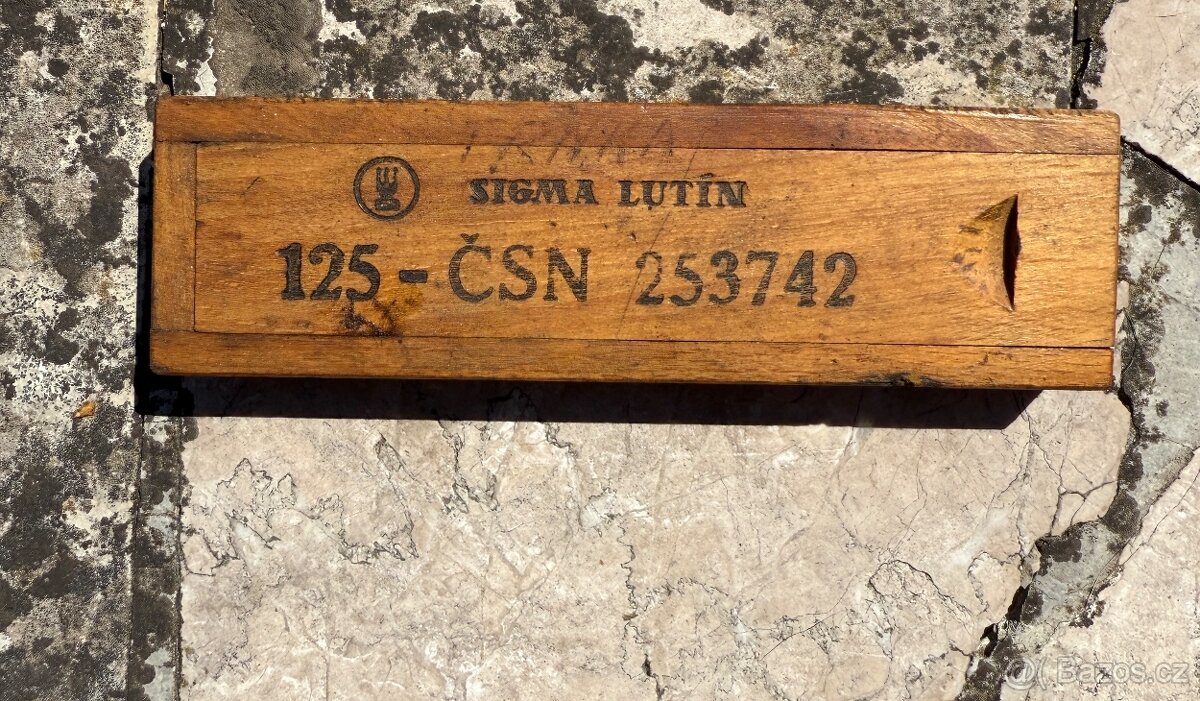 SIGMA LUTÍN
125 - ČSN 253742
Bazos.cz